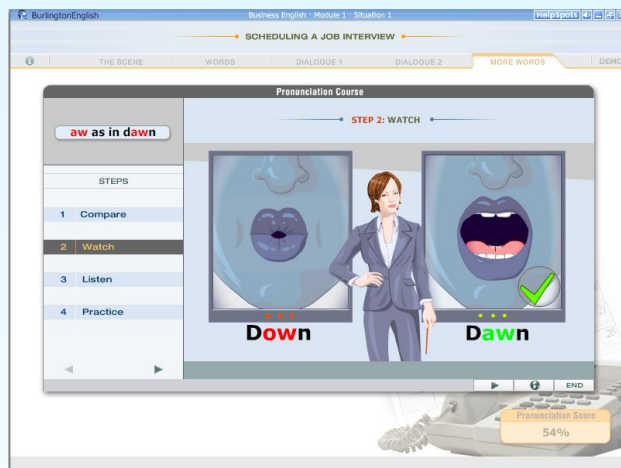 BurlingtonEnglish
Business English · Module 1 · Situation 1
HelpSpots
SCHEDULING A JOB INTERVIEW
THE SCENE
WORDS
DIALOGUE 1
DIALOGUE 2
MORE WORDS
DEMO
Pronunciation Course
aw as in dawn
STEP 2: WATCH
STEPS
1 Compare
2 Watch
3 Listen
4 Practice
Down
Dawn
END
Pronunciation Score
54%